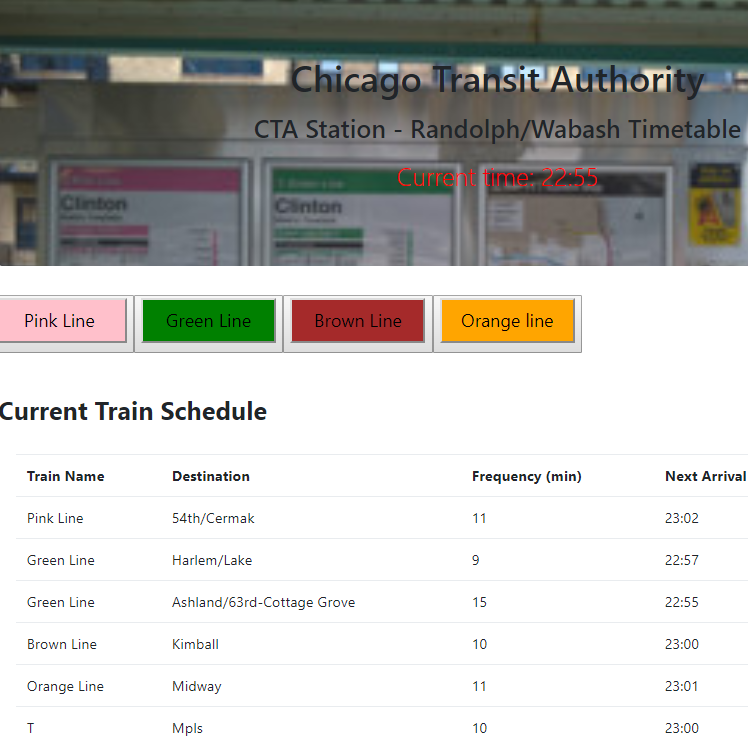 Chicago Transit Authority
CTA Station - Randolph/Wabash Timetable
Current time: 22:55
Clinton
Clinton
Pink Line Green Line Brown Line Orange line
Current Train Schedule
Train Name Destination Frequency (min) Next Arrival
Pink Line 54th/Cermak 11 23:02
Green Line Harlem/Lake 9 22:57
Green Line Ashland/63rd-Cottage Grove 15 22:55
Brown Line Kimball 10 23:00
Orange Line Midway 11 23:01
T Mpls 10 23:00